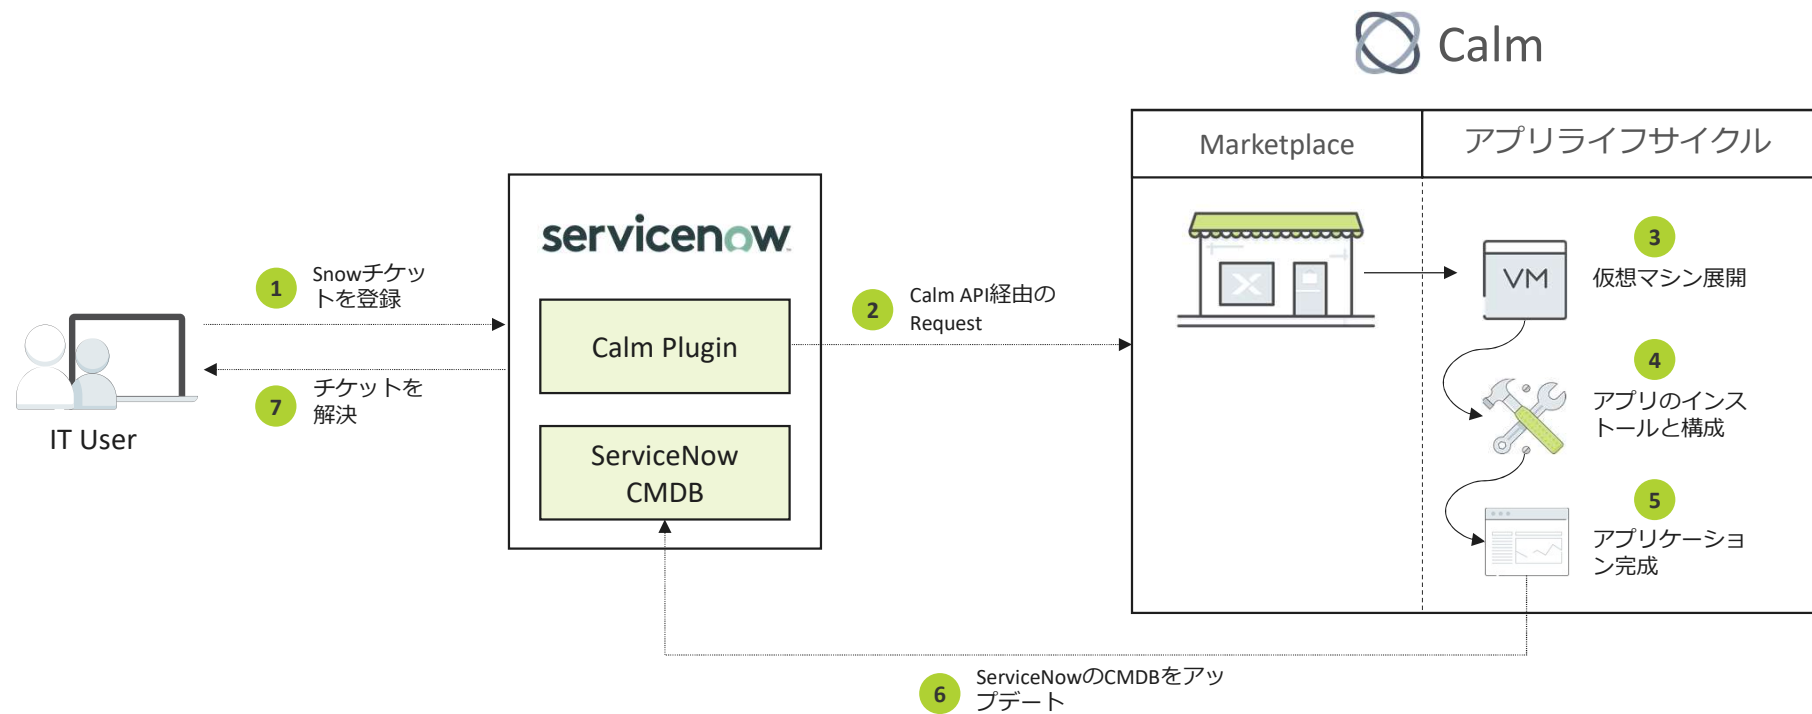 Calm
Marketplace
アプリライフサイクル
servicenow
1
Snowチケッ
トを登録
Calm Plugin
2
Calm API経由の
Request
VM
3
仮想マシン展開
7
チケットを
解決
IT User
ServiceNow
CMDB
4
アプリのインス
トールと構成
5
アプリケーショ
ン完成
6
ServiceNowのCMDBをアッ
プデート